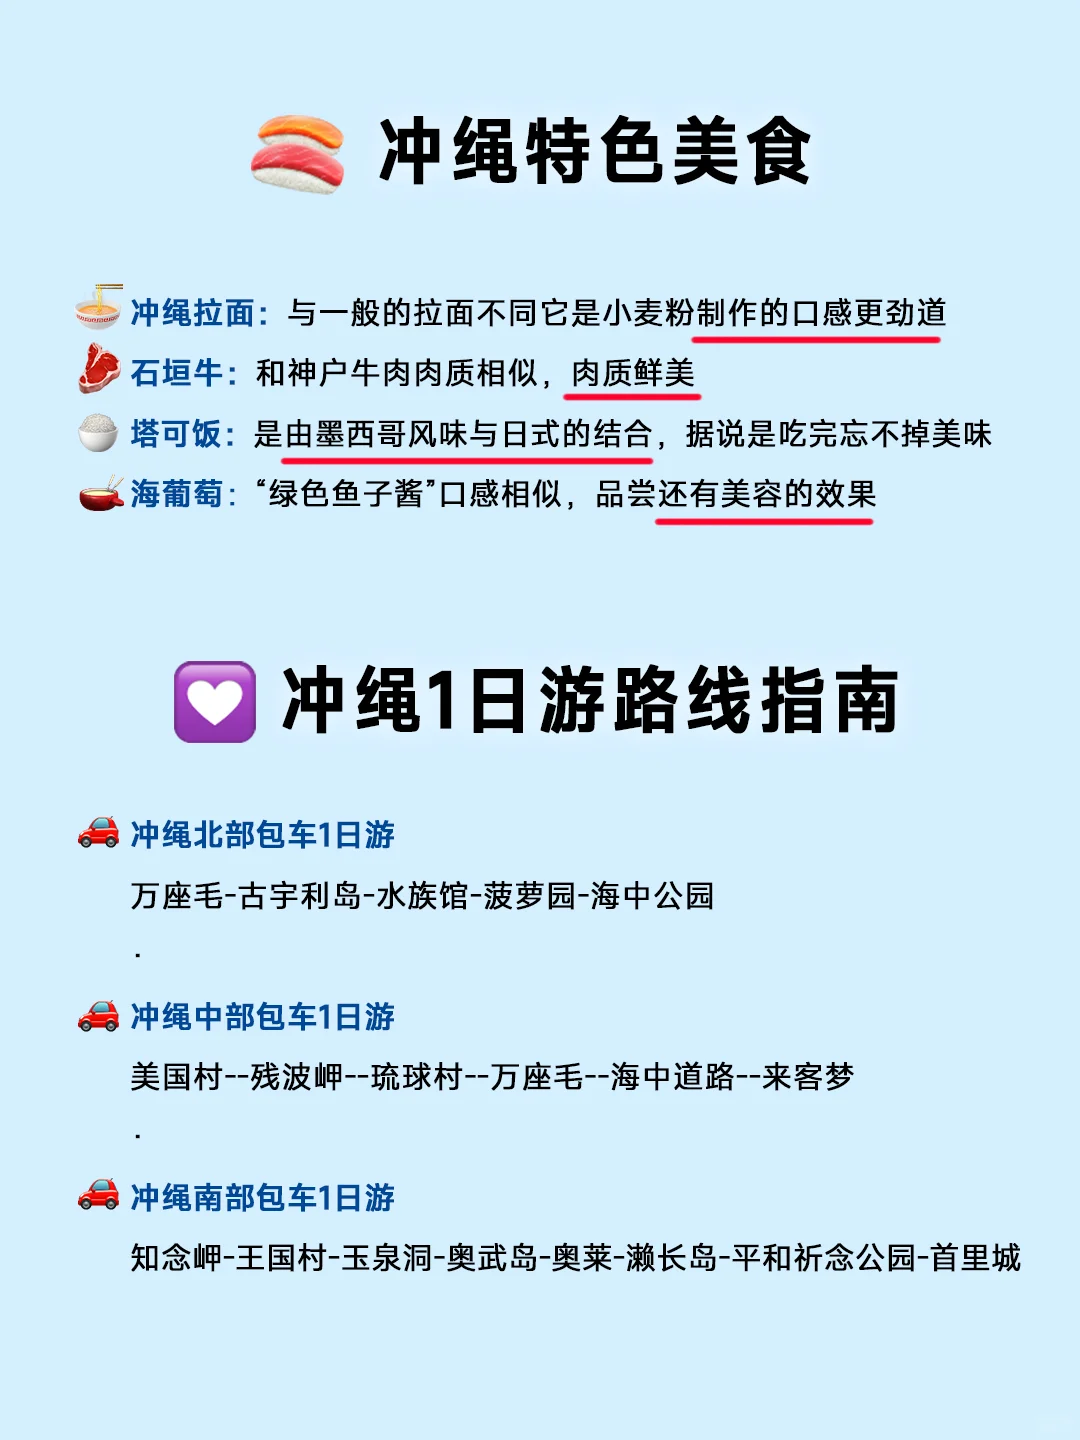 冲绳特色美食
冲绳拉面：与一般的拉面不同它是小麦粉制作的口感更劲道
石垣牛：和神户牛肉肉质相似，肉质鲜美
塔可饭：是由墨西哥风味与日式的结合，据说是吃完忘不掉美味
海葡萄：“绿色鱼子酱”口感相似，品尝还有美容的效果
冲绳1日游路线指南
冲绳北部包车1日游
万座毛-古宇利岛-水族馆-菠萝园-海中公园
.
冲绳中部包车1日游
美国村--残波岬--琉球村--万座毛--海中道路--来客梦
.
冲绳南部包车1日游
知念岬-王国村-玉泉洞-奥武岛-奥莱-濑长岛-平和祈念公园-首里城